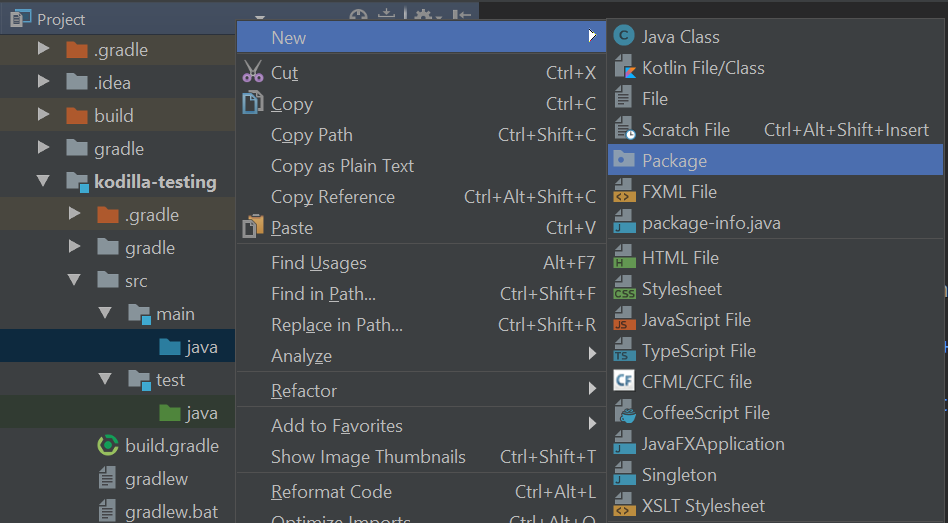 Project
.gradle
.idea
build
gradle
kodilla-testing
.gradle
gradle
src
main
java
test
java
build.gradle
gradlew
gradlew.bat
New
Cut Ctrl+X
Copy Ctrl+C
Copy Path Ctrl+Shift+C
Copy as Plain Text
Copy Reference Ctrl+Alt+Shift+C
Paste Ctrl+V
Find Usages Alt+F7
Find in Path... Ctrl+Shift+F
Replace in Path... Ctrl+Shift+R
Analyze
Refactor
Add to Favorites
Show Image Thumbnails Ctrl+Shift+T
Reformat Code Ctrl+Alt+L
Optimize Imports Ctrl+Alt+O
C Java Class
Kotlin File/Class
File
Scratch File Ctrl+Alt+Shift+Insert
Package
<> FXML File
J package-info.java
H HTML File
CSS Stylesheet
JS JavaScript File
TS TypeScript File
CF CFML/CFC file
CoffeeScript File
J JavaFXApplication
J Singleton
<> XSLT Stylesheet